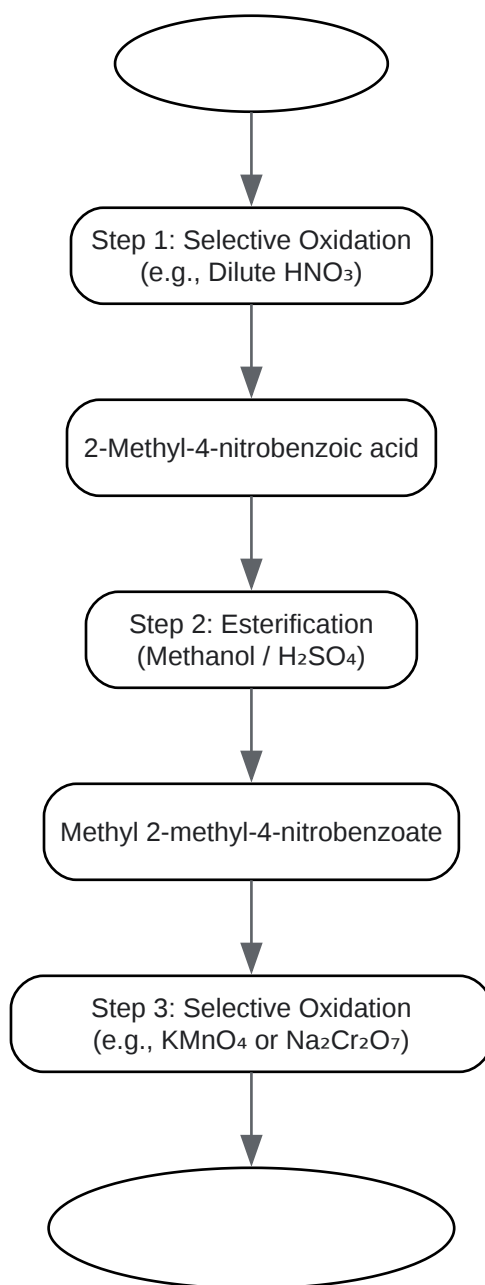 Step 1: Selective Oxidation
(e.g., Dilute HNO₃)
2-Methyl-4-nitrobenzoic acid
Step 2: Esterification
(Methanol / H₂SO₄)
Methyl 2-methyl-4-nitrobenzoate
Step 3: Selective Oxidation
(e.g., KMnO₄ or Na₂Cr₂O₇)